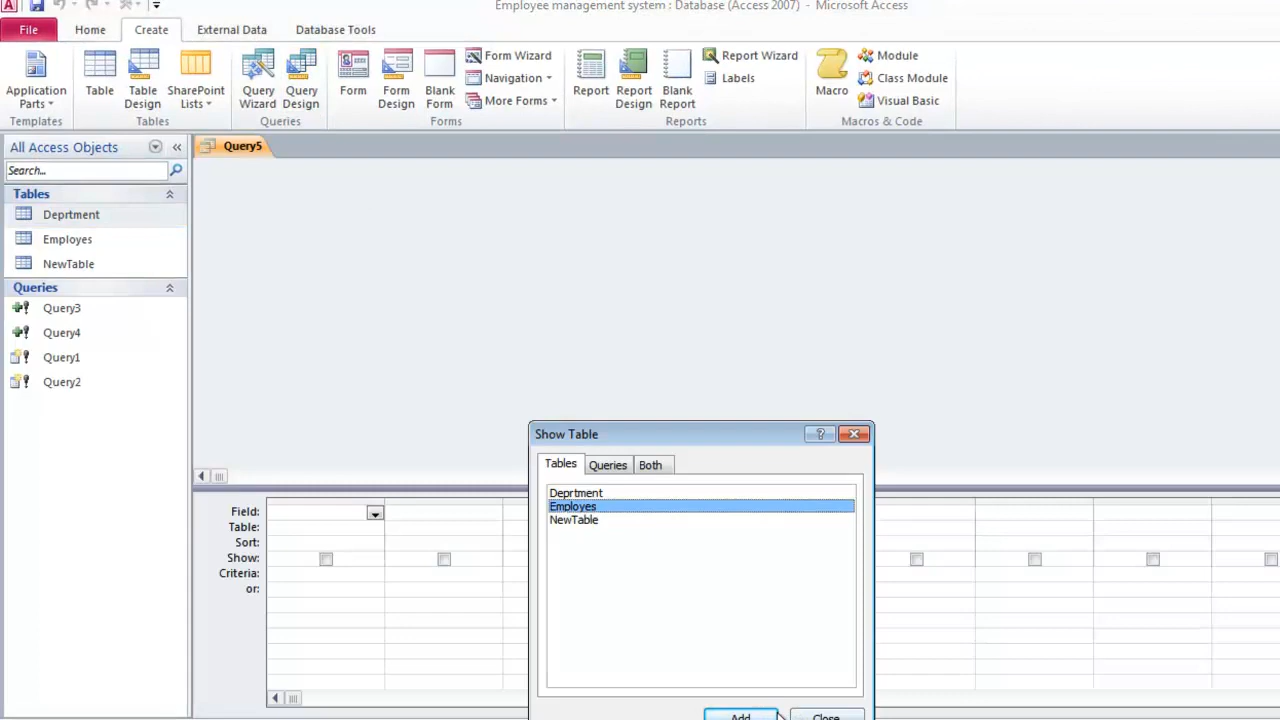 Employee management system : Database (Access 2007) - Microsoft Access
File Home Create External Data Database Tools
Application Parts
Table
Table Design
SharePoint Lists
Query Wizard
Query Design
Form
Form Design
Blank Form
Form Wizard
Navigation
More Forms
Report
Report Design
Blank Report
Report Wizard
Labels
Macro
Module
Class Module
Visual Basic
Templates Tables Queries Forms Reports Macros & Code
All Access Objects
Search...
Tables
Deprtment
Employes
NewTable
Queries
Query3
Query4
Query1
Query2
Query5
Show Table
Tables Queries Both
Deprtment
Employes
NewTable
Add Close
Field:
Table:
Sort:
Show:
Criteria:
or: